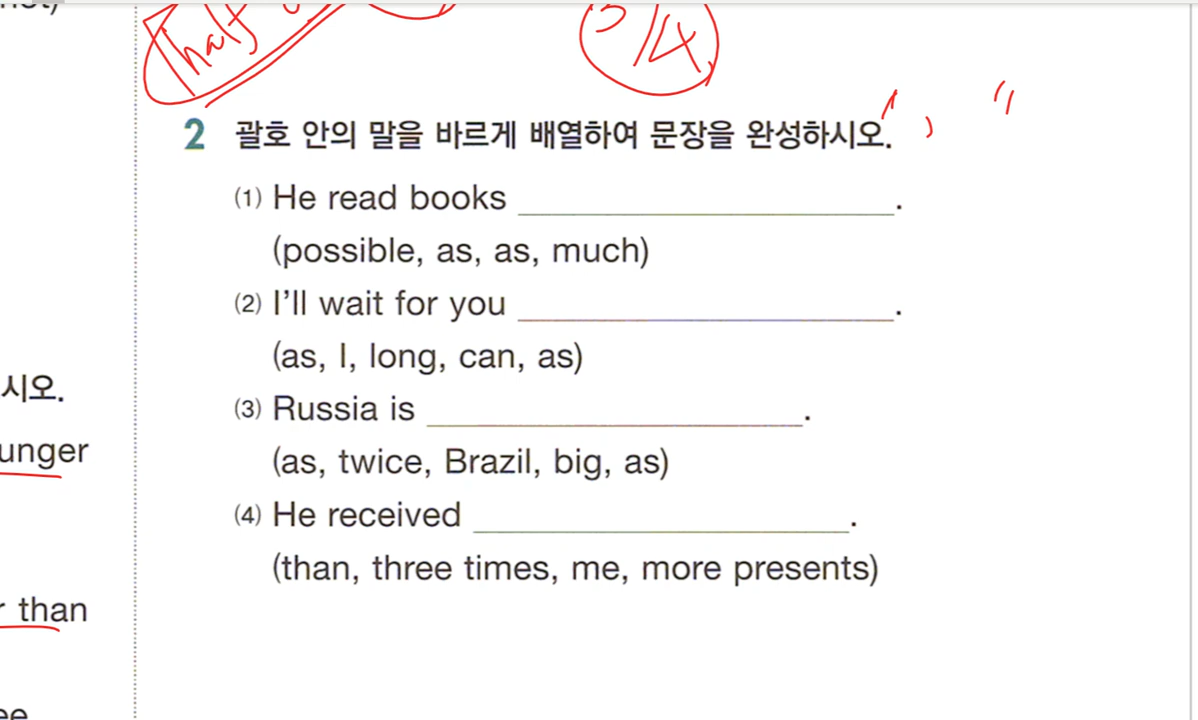 half
3/4
2 괄호 안의 말을 바르게 배열하여 문장을 완성하시오.
(1) He read books ____________________.
(possible, as, as, much)
(2) I'll wait for you ____________________.
(as, I, long, can, as)
시오.
(3) Russia is ____________________.
unger
(as, twice, Brazil, big, as)
(4) He received ____________________.
(than, three times, me, more presents)
than